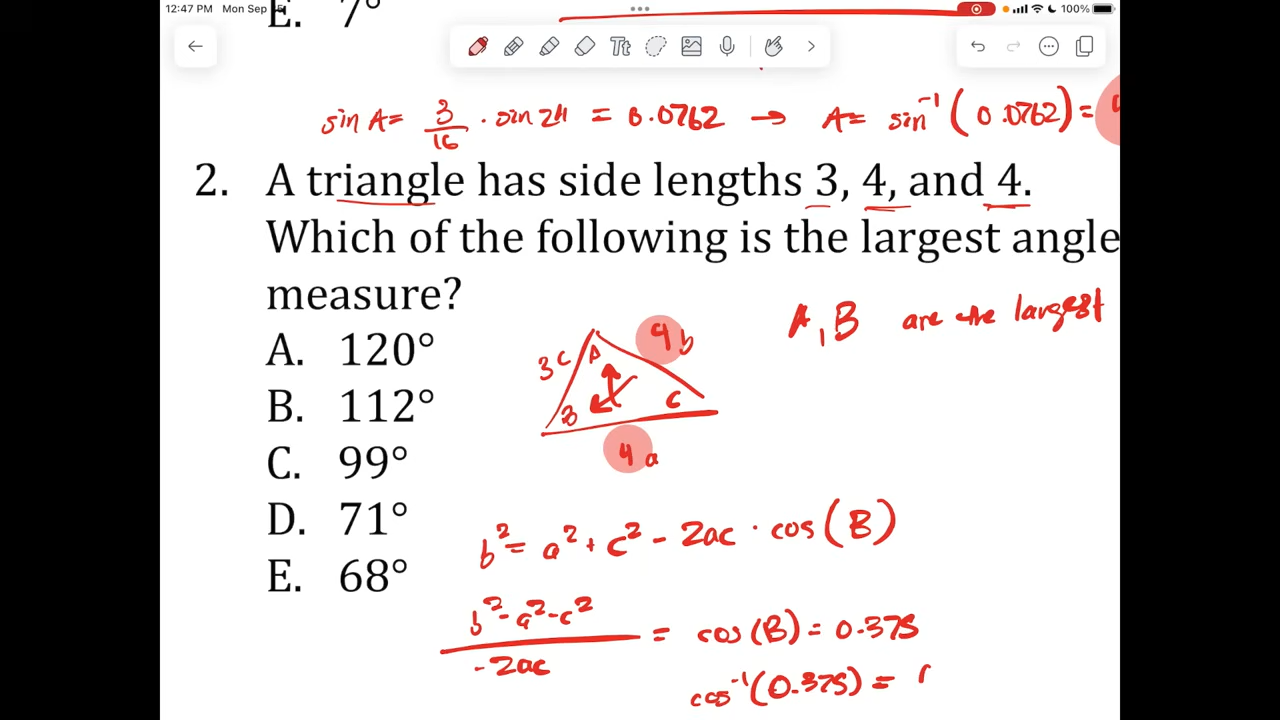 12:47 PM Mon Sep
100%
E. 7°
Tt
sin A = 3/16 · sin 24 = 0.0762 → A = sin⁻¹(0.0762) =
2. A triangle has side lengths 3, 4, and 4.
Which of the following is the largest angle
measure?
A, B are the largest
A. 120°
B. 112°
C. 99°
D. 71°
E. 68°
3 c A 4 b
B C
4 a
b² = a² + c² - 2ac · cos(B)
b² - a² - c² / -2ac = cos(B) = 0.375
cos⁻¹(0.375) =